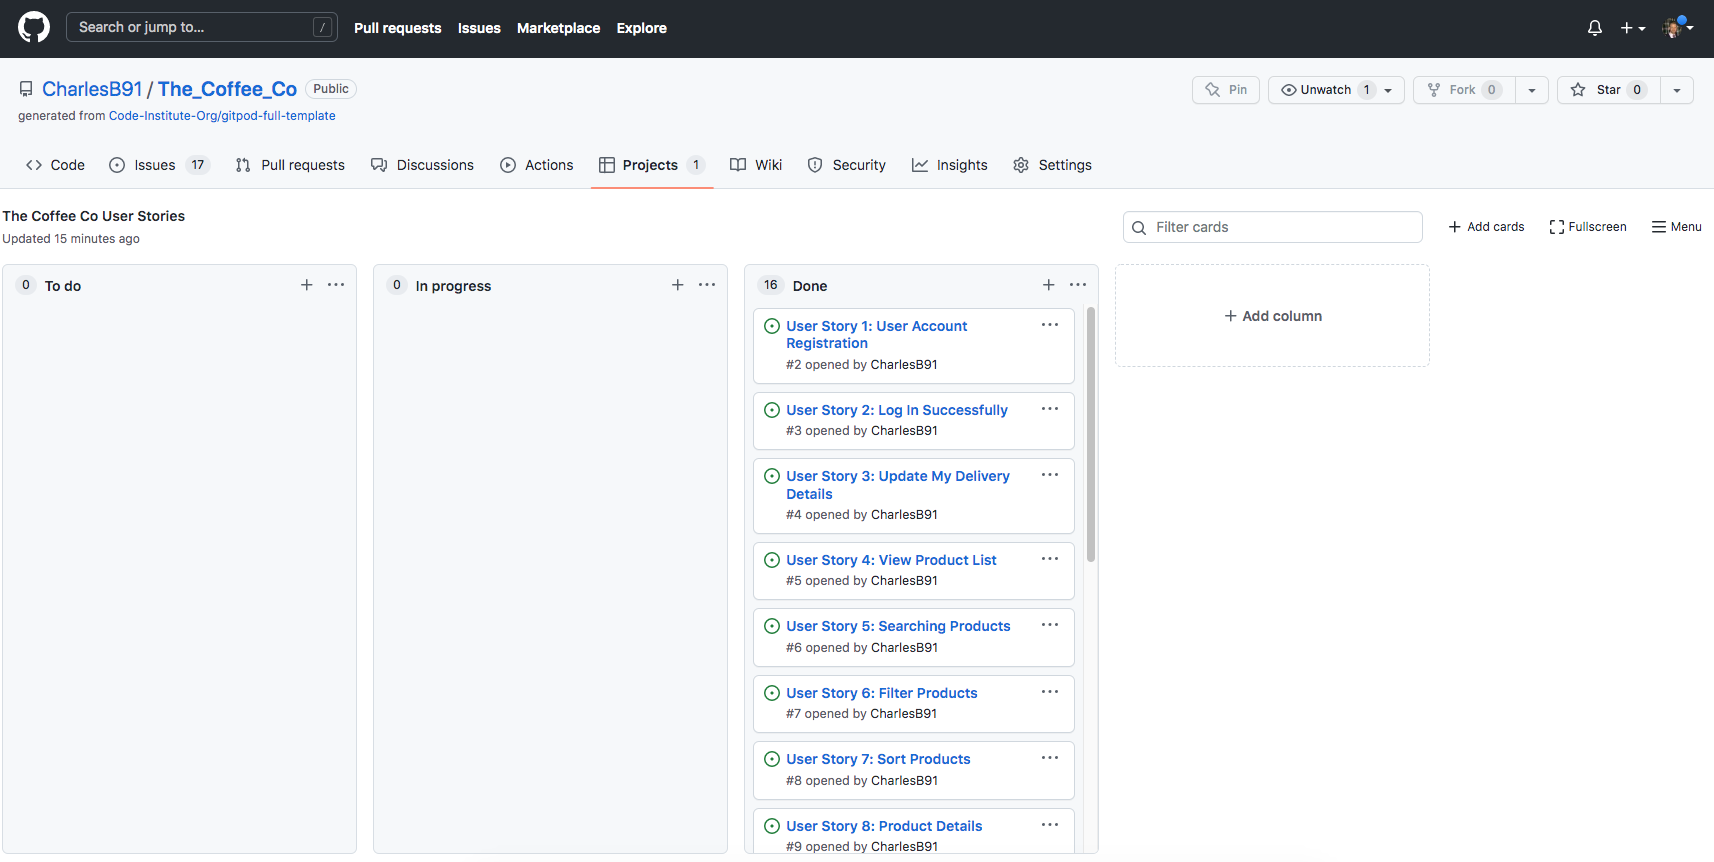 Search or jump to... /
Pull requests Issues Marketplace Explore
CharlesB91 / The_Coffee_Co Public
generated from Code-Institute-Org/gitpod-full-template
Pin Unwatch 1 Fork 0 Star 0
Code Issues 17 Pull requests Discussions Actions Projects 1 Wiki Security Insights Settings
The Coffee Co User Stories
Updated 15 minutes ago
Filter cards
Add cards Fullscreen Menu
0 To do
0 In progress
16 Done
User Story 1: User Account
Registration
#2 opened by CharlesB91
User Story 2: Log In Successfully
#3 opened by CharlesB91
User Story 3: Update My Delivery
Details
#4 opened by CharlesB91
User Story 4: View Product List
#5 opened by CharlesB91
User Story 5: Searching Products
#6 opened by CharlesB91
User Story 6: Filter Products
#7 opened by CharlesB91
User Story 7: Sort Products
#8 opened by CharlesB91
User Story 8: Product Details
#9 opened by CharlesB91
Add column